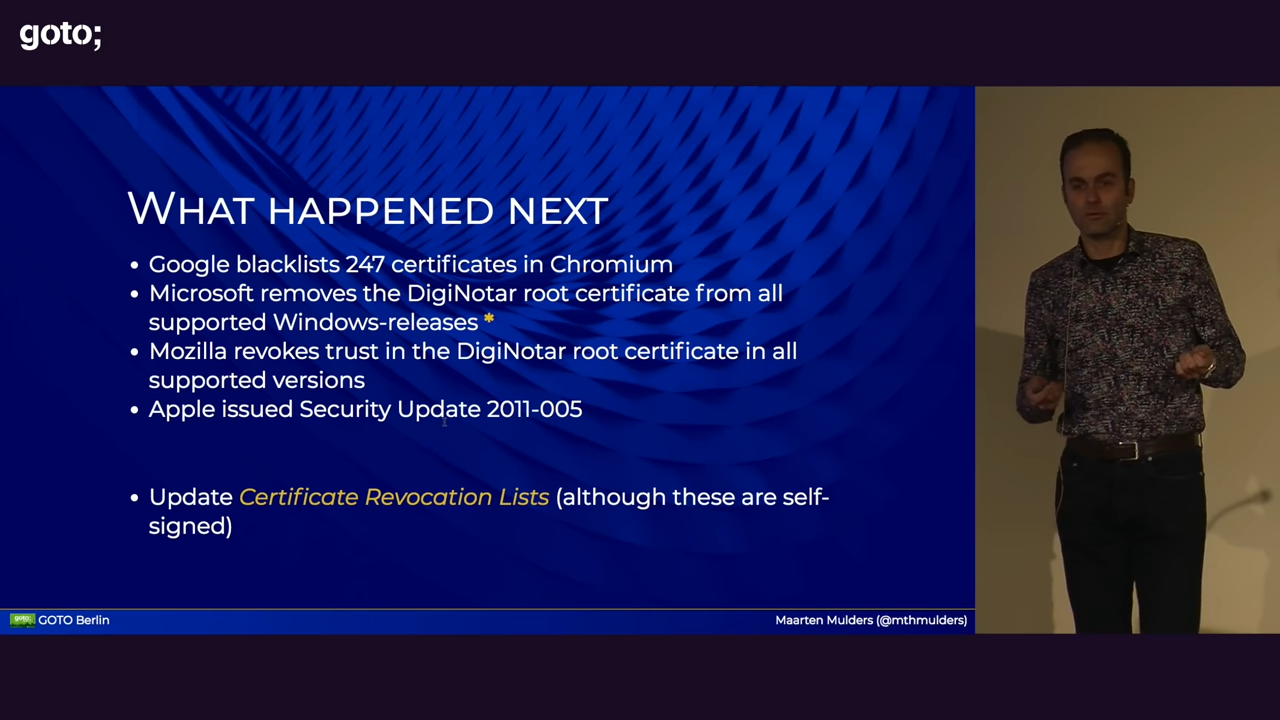 goto;
WHAT HAPPENED NEXT
• Google blacklists 247 certificates in Chromium
• Microsoft removes the DigiNotar root certificate from all
supported Windows-releases *
• Mozilla revokes trust in the DigiNotar root certificate in all
supported versions
• Apple issued Security Update 2011-005
• Update Certificate Revocation Lists (although these are self-
signed)
goto;
GOTO Berlin
Maarten Mulders (@mthmulders)